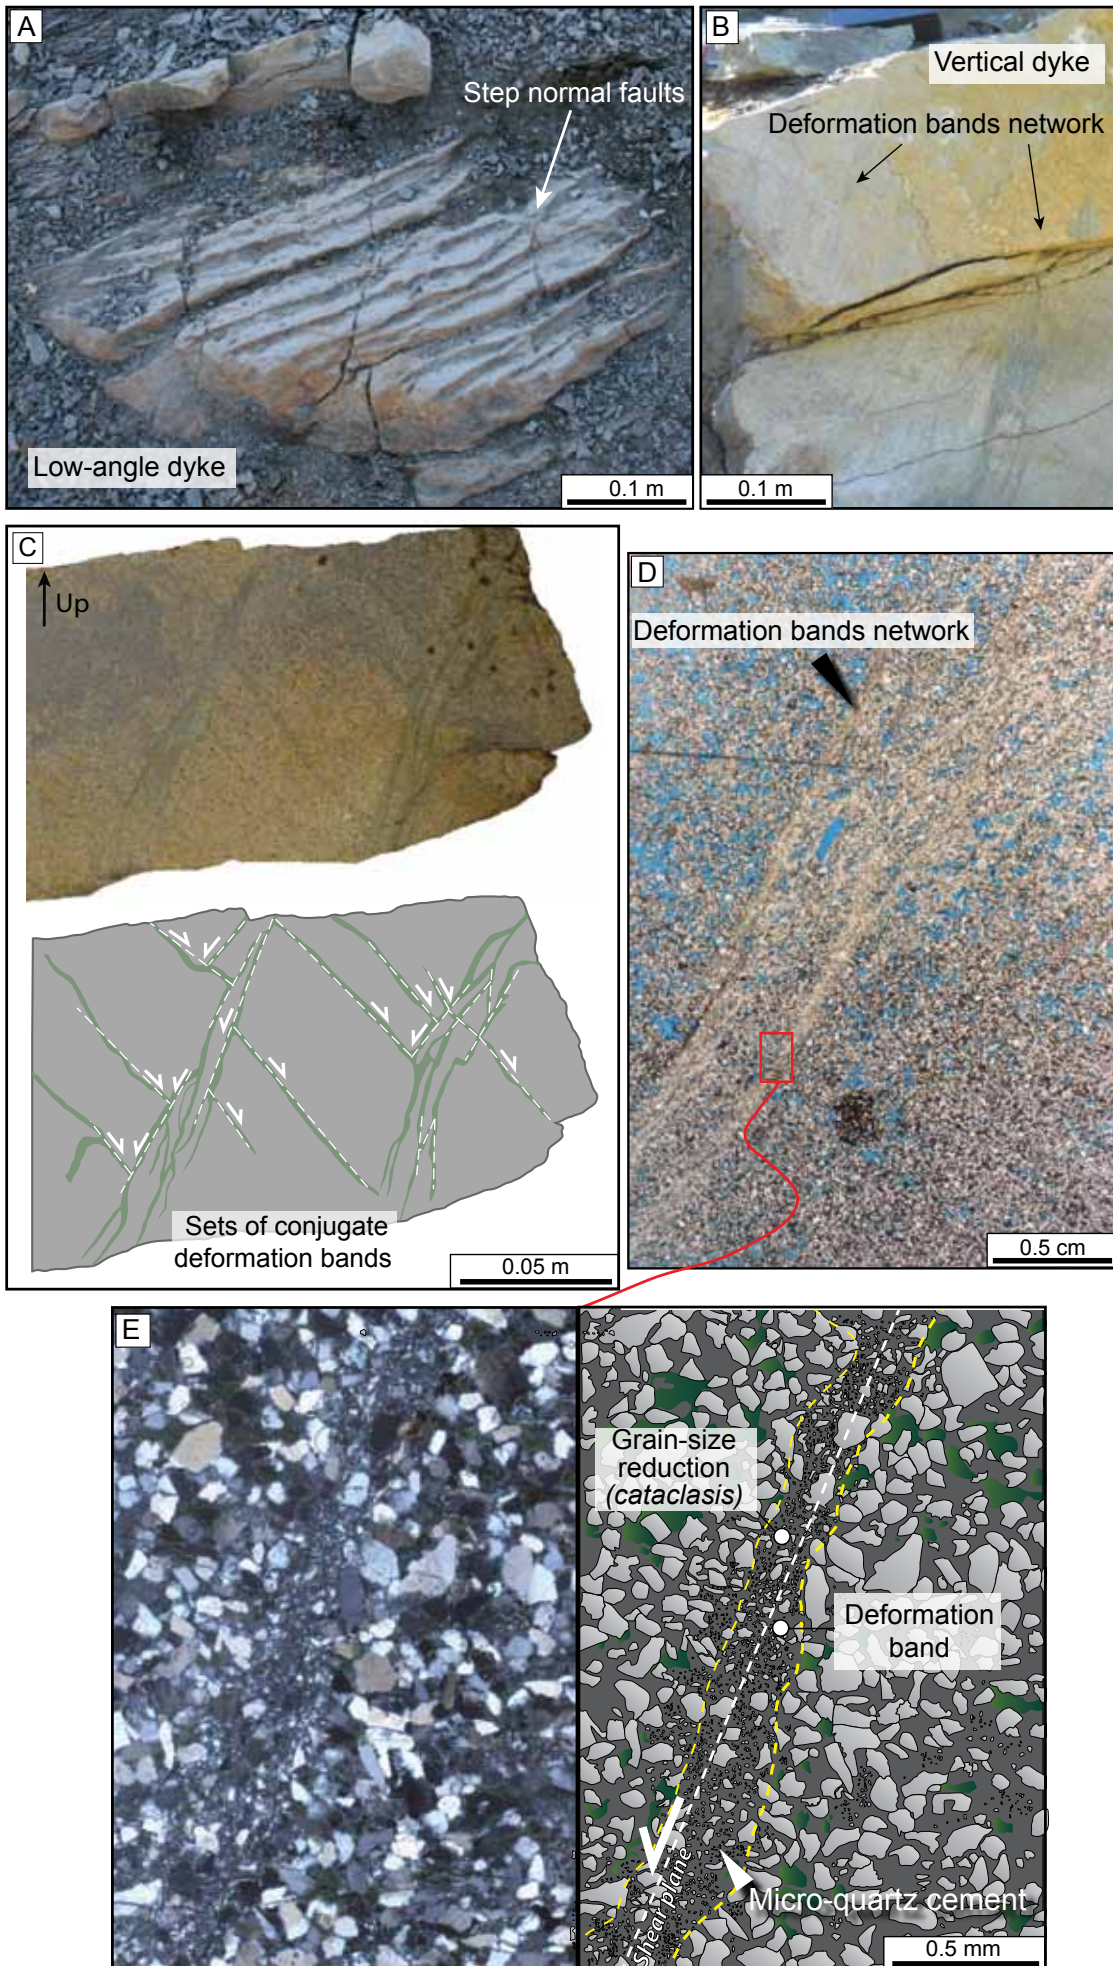 A
Step normal faults
Low-angle dyke
0.1 m
B
Vertical dyke
Deformation bands network
0.1 m
C
Up
Sets of conjugate
deformation bands
0.05 m
D
Deformation bands network
0.5 cm
E
Grain-size
reduction
(cataclasis)
Deformation
band
Shear plane
Micro-quartz cement
0.5 mm